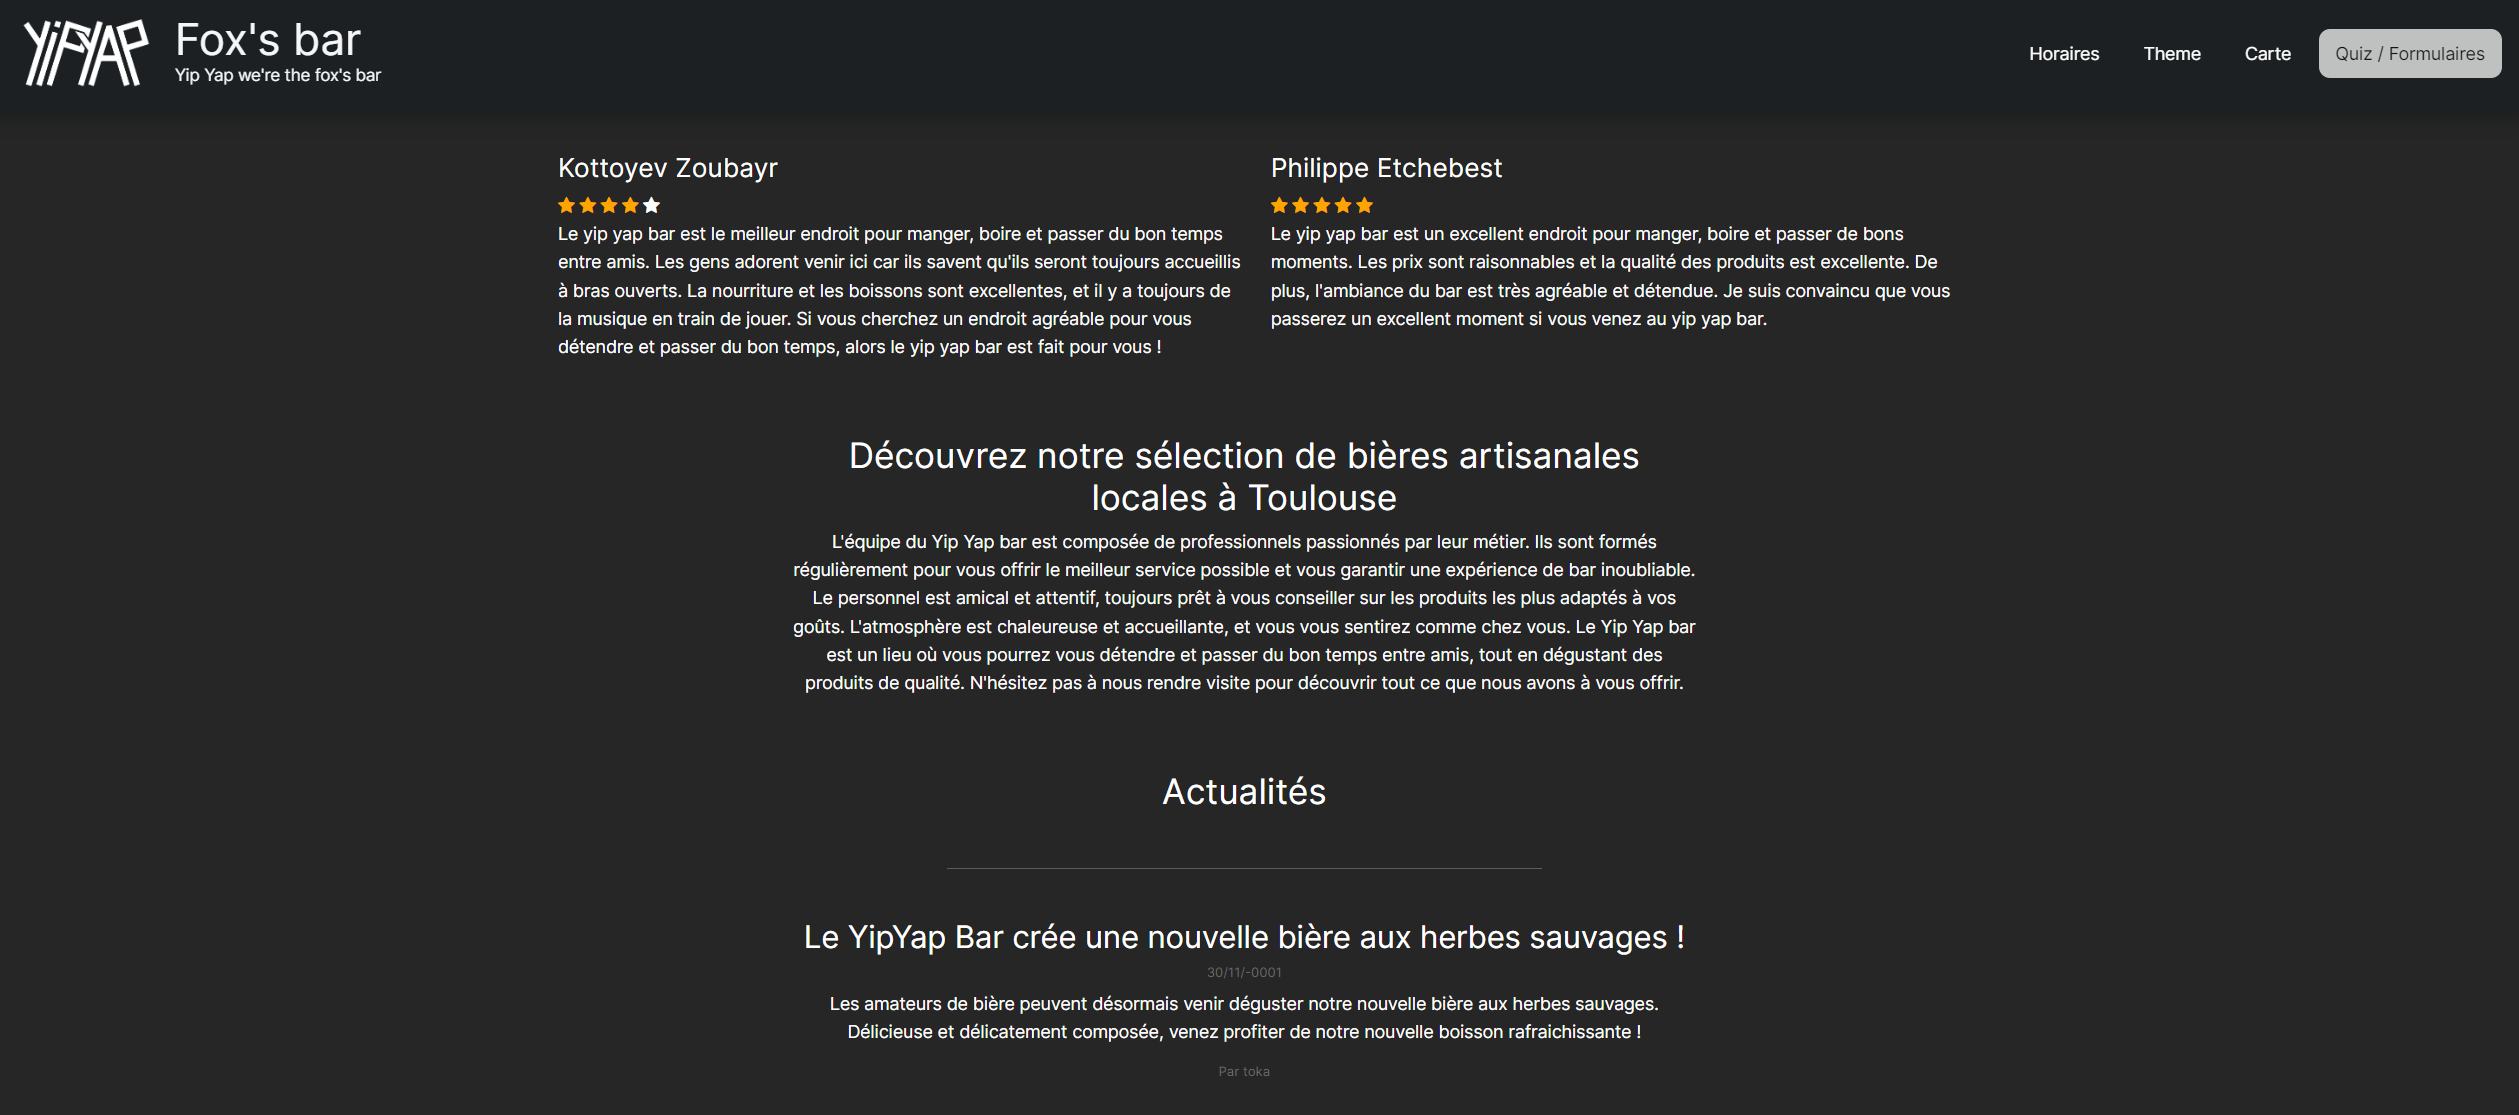 YiPYAP
Fox's bar
Yip Yap we're the fox's bar
Horaires
Theme
Carte
Quiz / Formulaires
Kottoyev Zoubayr
Le yip yap bar est le meilleur endroit pour manger, boire et passer du bon temps
entre amis. Les gens adorent venir ici car ils savent qu'ils seront toujours accueillis
à bras ouverts. La nourriture et les boissons sont excellentes, et il y a toujours de
la musique en train de jouer. Si vous cherchez un endroit agréable pour vous
détendre et passer du bon temps, alors le yip yap bar est fait pour vous !
Philippe Etchebest
Le yip yap bar est un excellent endroit pour manger, boire et passer de bons
moments. Les prix sont raisonnables et la qualité des produits est excellente. De
plus, l'ambiance du bar est très agréable et détendue. Je suis convaincu que vous
passerez un excellent moment si vous venez au yip yap bar.
Découvrez notre sélection de bières artisanales
locales à Toulouse
L'équipe du Yip Yap bar est composée de professionnels passionnés par leur métier. Ils sont formés
régulièrement pour vous offrir le meilleur service possible et vous garantir une expérience de bar inoubliable.
Le personnel est amical et attentif, toujours prêt à vous conseiller sur les produits les plus adaptés à vos
goûts. L'atmosphère est chaleureuse et accueillante, et vous vous sentirez comme chez vous. Le Yip Yap bar
est un lieu où vous pourrez vous détendre et passer du bon temps entre amis, tout en dégustant des
produits de qualité. N'hésitez pas à nous rendre visite pour découvrir tout ce que nous avons à vous offrir.
Actualités
Le YipYap Bar crée une nouvelle bière aux herbes sauvages !
30/11/-0001
Les amateurs de bière peuvent désormais venir déguster notre nouvelle bière aux herbes sauvages.
Délicieuse et délicatement composée, venez profiter de notre nouvelle boisson rafraichissante !
Par toka